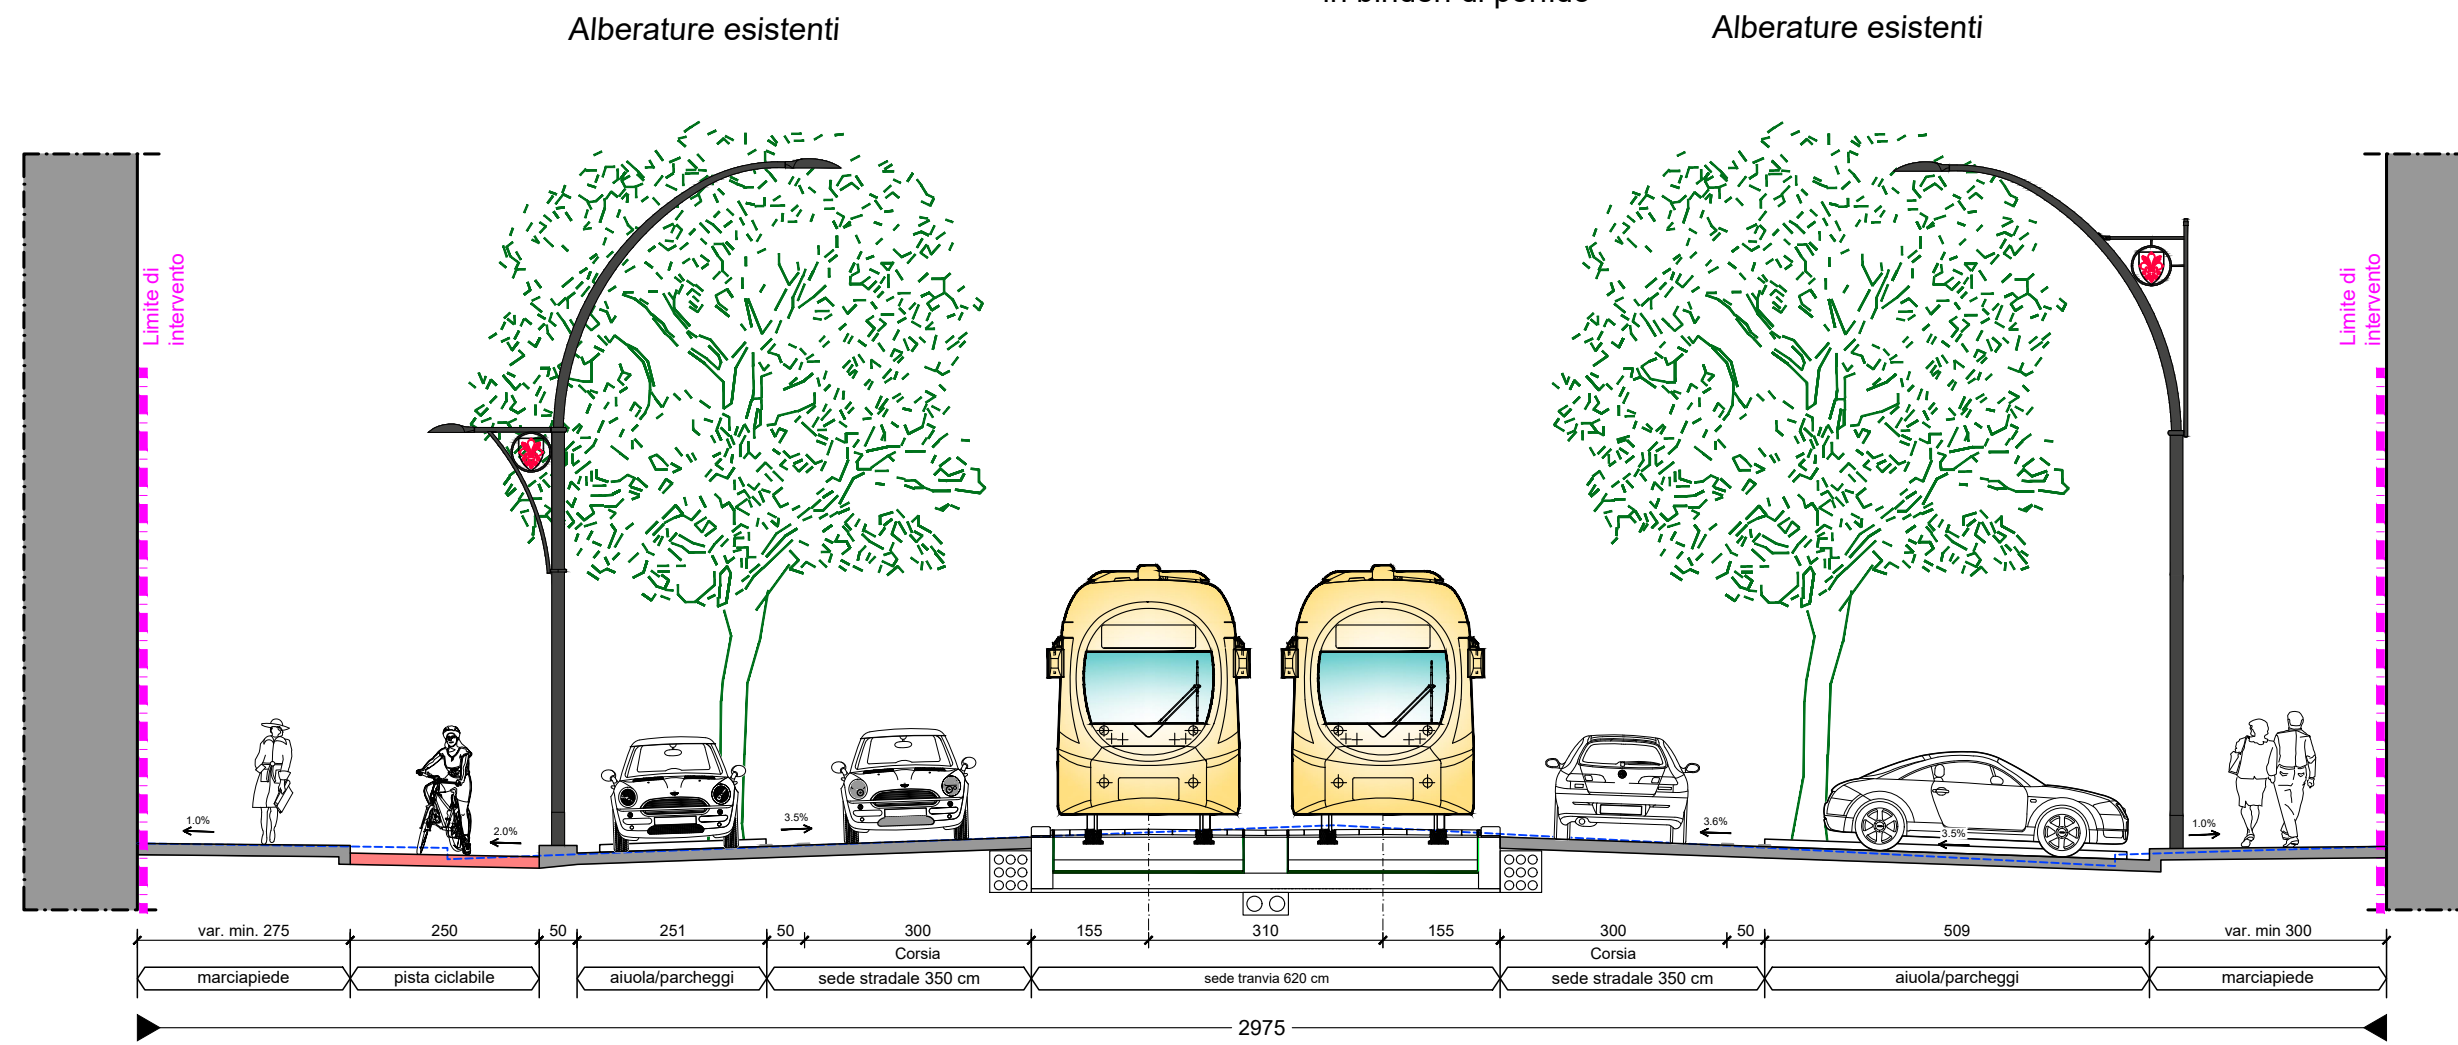 Alberature esistenti
Alberature esistenti
Limite di
intervento
Limite di
intervento
1.0%
2.0%
3.5%
3.6%
3.5%
1.0%
var. min. 275
250
50
251
50
300
155
310
155
300
50
509
var. min 300
Corsia
Corsia
marciapiede
pista ciclabile
aiuola/parcheggi
sede stradale 350 cm
sede tranvia 620 cm
sede stradale 350 cm
aiuola/parcheggi
marciapiede
2975